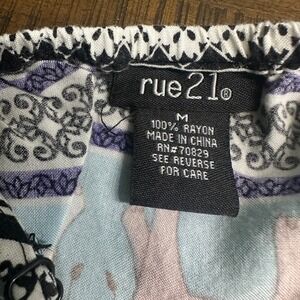 rue21®
M
100% RAYON
MADE IN CHINA
RN#70829
SEE REVERSE
FOR CARE